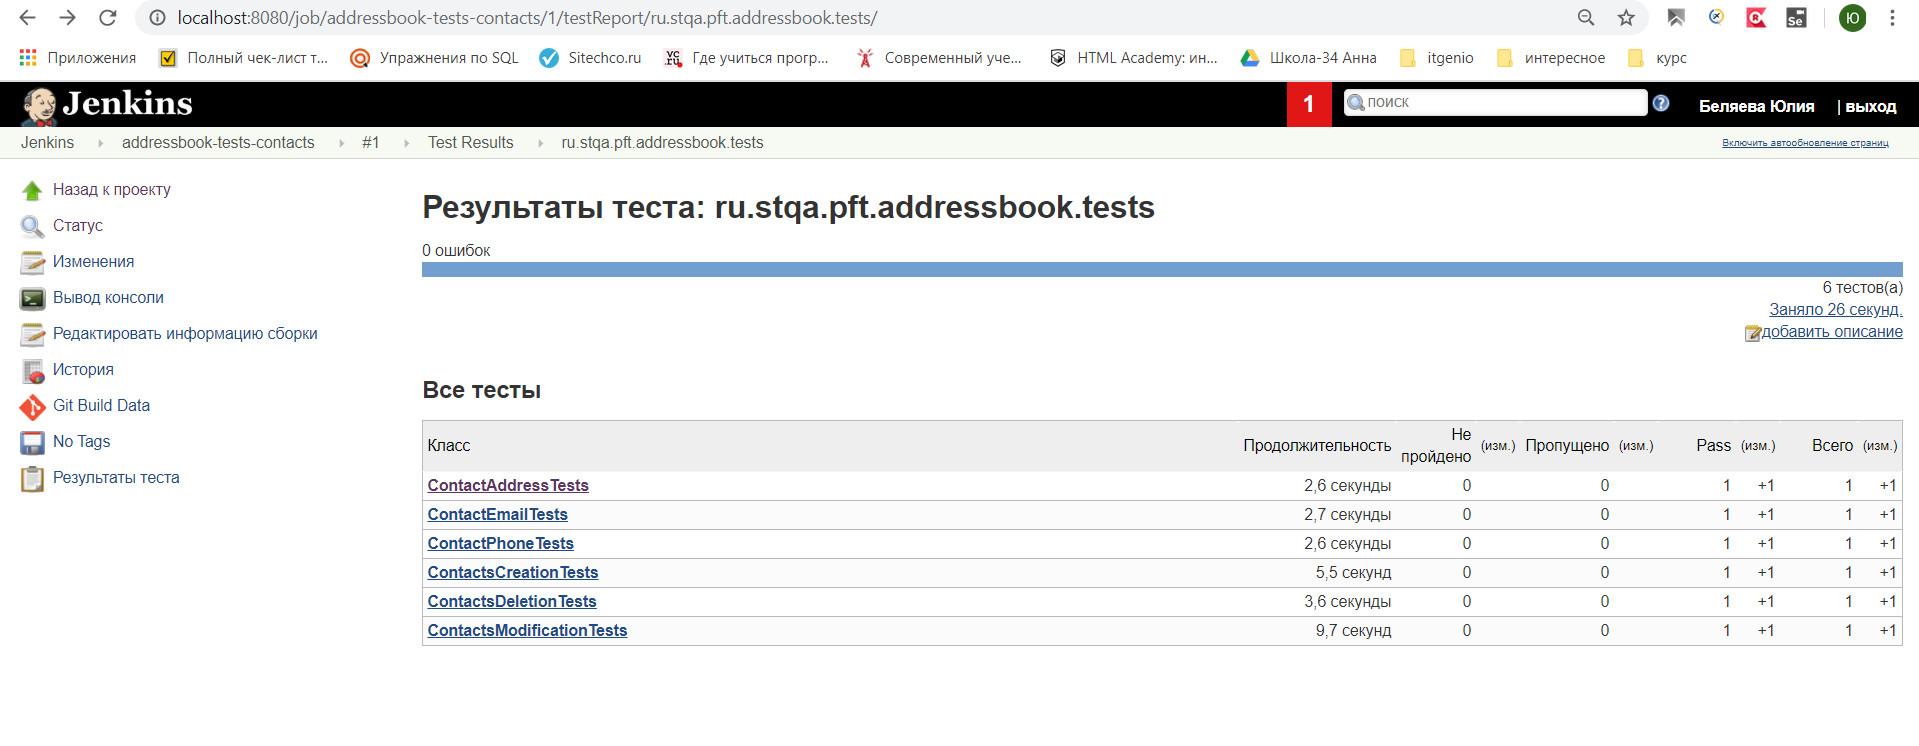 localhost:8080/job/addressbook-tests-contacts/1/testReport/ru.stqa.pft.addressbook.tests/
Se
Ю
Приложения
Полный чек-лист т...
Упражнения по SQL
Sitechco.ru
VC .RU
Где учиться прогр...
Современный уче...
HTML Academy: ин...
Школа-34 Анна
itgenio
интересное
курс
Jenkins
1
поиск
?
Беляева Юлия
| выход
Jenkins
addressbook-tests-contacts
#1
Test Results
ru.stqa.pft.addressbook.tests
Включить автообновление страниц
Назад к проекту
Статус
Изменения
Вывод консоли
Редактировать информацию сборки
История
Git Build Data
No Tags
Результаты теста
Результаты теста: ru.stqa.pft.addressbook.tests
0 ошибок
6 тестов(а)
Заняло 26 секунд.
добавить описание
Все тесты
Класс Продолжительность Не пройдено (изм.) Пропущено (изм.) Pass (изм.) Всего (изм.)
ContactAddressTests 2,6 секунды 0 0 1 +1 1 +1
ContactEmailTests 2,7 секунды 0 0 1 +1 1 +1
ContactPhoneTests 2,6 секунды 0 0 1 +1 1 +1
ContactsCreationTests 5,5 секунд 0 0 1 +1 1 +1
ContactsDeletionTests 3,6 секунды 0 0 1 +1 1 +1
ContactsModificationTests 9,7 секунд 0 0 1 +1 1 +1